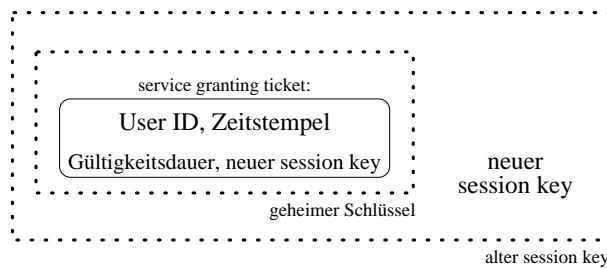 service granting ticket:
User ID, Zeitstempel
Gültigkeitsdauer, neuer session key
neuer
session key
geheimer Schlüssel
alter session key